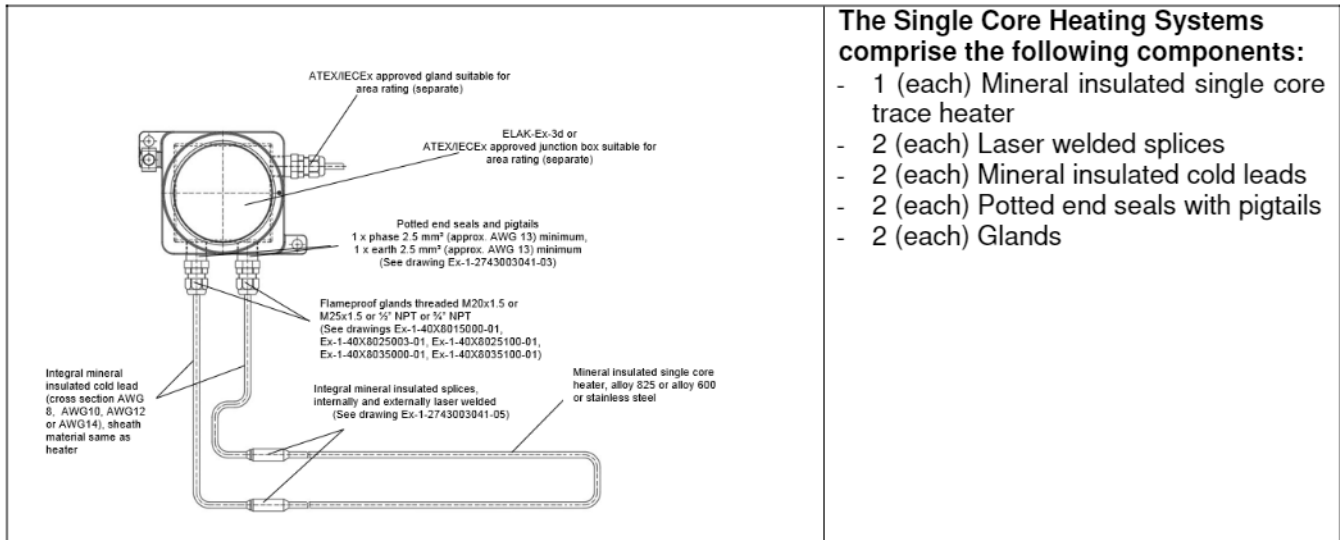 ATEX/IECEx approved gland suitable for
area rating (separate)
ELAK-Ex-3d or
ATEX/IECEx approved junction box suitable for
area rating (separate)
Potted end seals and pigtails
1 x phase 2.5 mm² (approx. AWG 13) minimum,
1 x earth 2.5 mm² (approx. AWG 13) minimum
(See drawing Ex-1-2743003041-03)
Flameproof glands threaded M20x1.5 or
M25x1.5 or ½" NPT or ¾" NPT
(See drawings Ex-1-40X8015000-01,
Ex-1-40X8025003-01, Ex-1-40X8025100-01,
Ex-1-40X8035000-01, Ex-1-40X8035100-01)
Integral mineral
insulated cold lead
(cross section AWG
8,  AWG10, AWG12
or AWG14), sheath
material same as
heater
Integral mineral insulated splices,
internally and externally laser welded
(See drawing Ex-1-2743003041-05)
Mineral insulated single core
heater, alloy 825 or alloy 600
or stainless steel
The Single Core Heating Systems
comprise the following components:
- 1 (each) Mineral insulated single core
trace heater
- 2 (each) Laser welded splices
- 2 (each) Mineral insulated cold leads
- 2 (each) Potted end seals with pigtails
- 2 (each) Glands